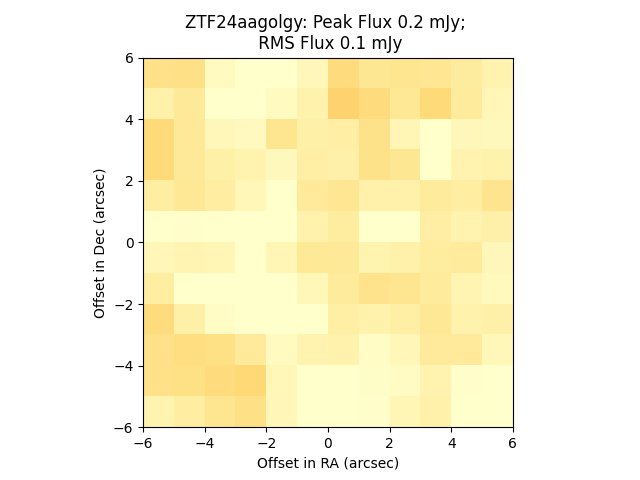 ZTF24aagolgy: Peak Flux 0.2 mJy;
RMS Flux 0.1 mJy
6
4
2
0
−2
−4
−6
Offset in Dec (arcsec)
−6 −4 −2 0 2 4 6
Offset in RA (arcsec)